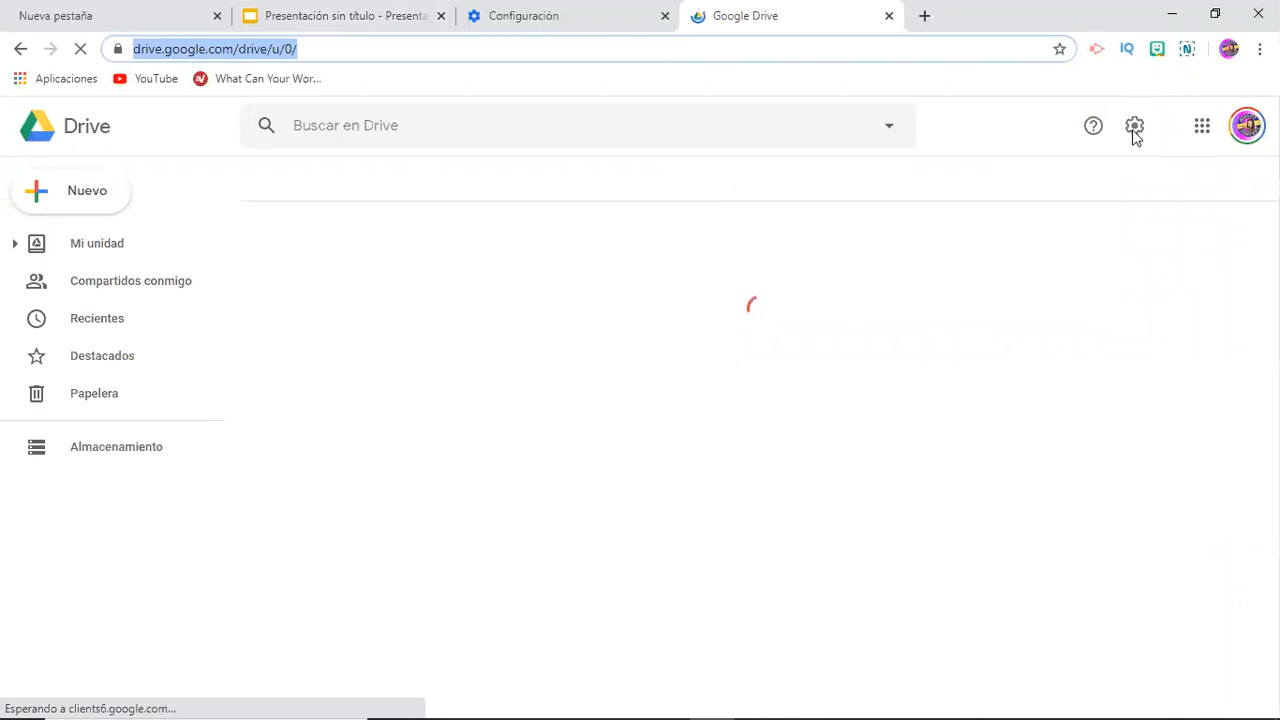 Nueva pestaña
Presentación sin título - Presenta
Configuración
Google Drive
drive.google.com/drive/u/0/
Aplicaciones
YouTube
What Can Your Wor...
Drive
Buscar en Drive
Nuevo
Mi unidad
Compartidos conmigo
Recientes
Destacados
Papelera
Almacenamiento
Esperando a clients6.google.com...